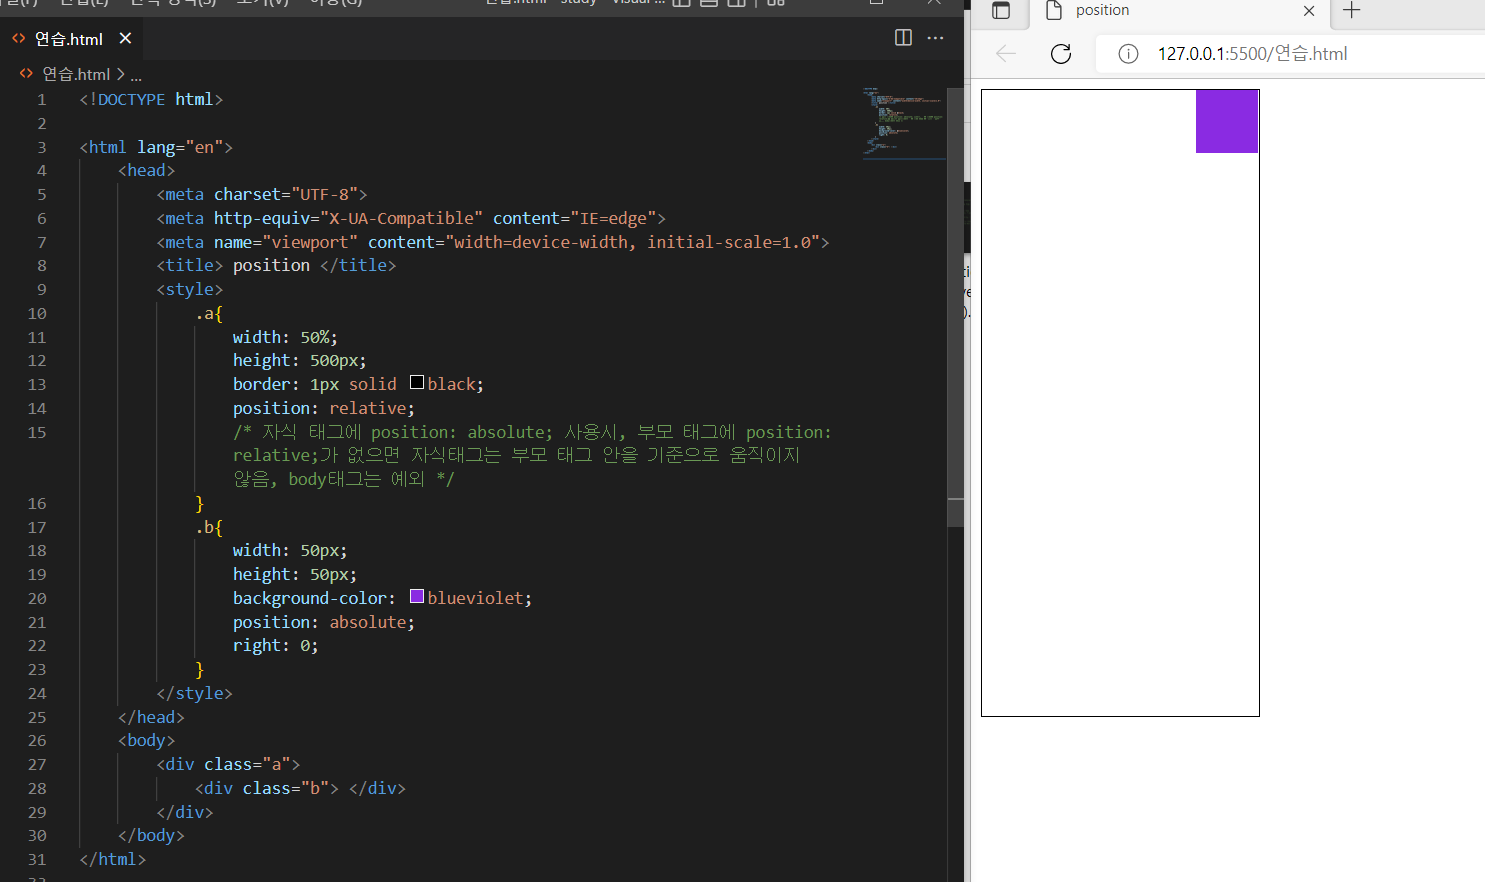 연습.html
연습.html > ...
1 <!DOCTYPE html>
2
3 <html lang="en">
4 <head>
5 <meta charset="UTF-8">
6 <meta http-equiv="X-UA-Compatible" content="IE=edge">
7 <meta name="viewport" content="width=device-width, initial-scale=1.0">
8 <title> position </title>
9 <style>
10 .a{
11 width: 50%;
12 height: 500px;
13 border: 1px solid black;
14 position: relative;
15 /* 자식 태그에 position: absolute; 사용시, 부모 태그에 position:
relative;가 없으면 자식태그는 부모 태그 안을 기준으로 움직이지
않음, body태그는 예외 */
16 }
17 .b{
18 width: 50px;
19 height: 50px;
20 background-color: blueviolet;
21 position: absolute;
22 right: 0;
23 }
24 </style>
25 </head>
26 <body>
27 <div class="a">
28 <div class="b"> </div>
29 </div>
30 </body>
31 </html>
position
127.0.0.1:5500/연습.html